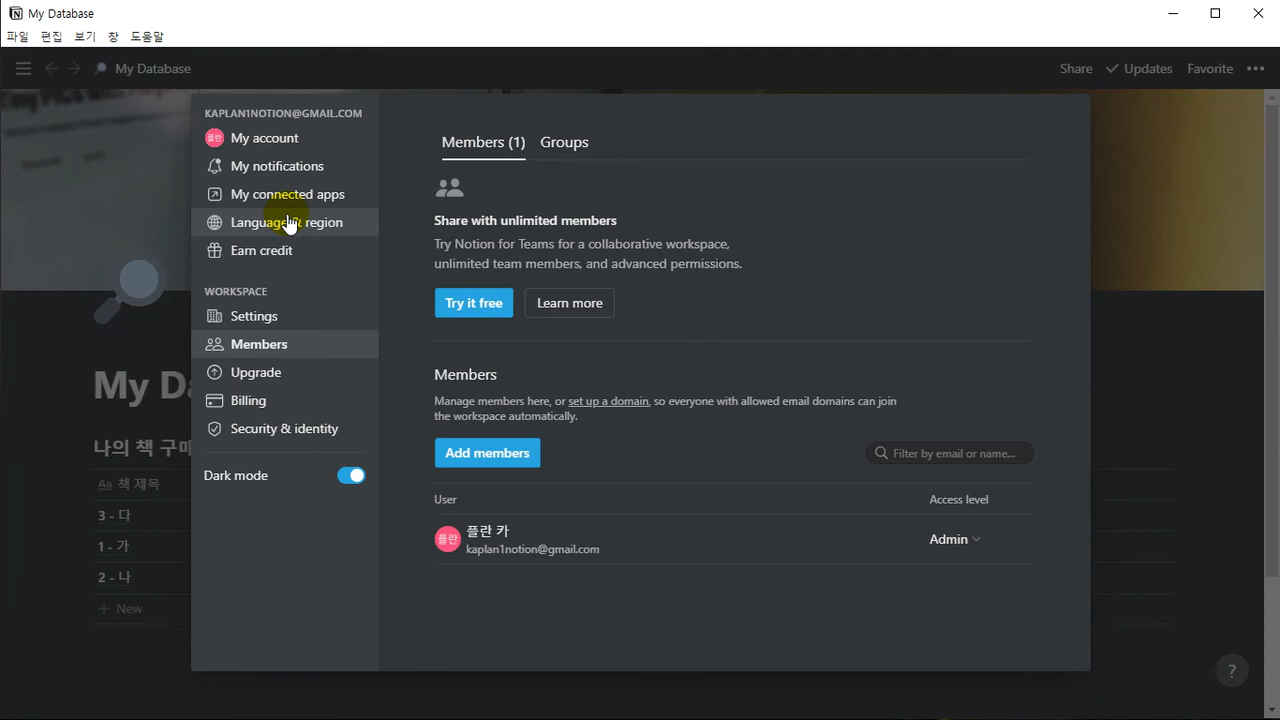 My Database
파일 편집 보기 창 도움말
My Database
Share Updates Favorite
KAPLAN1NOTION@GMAIL.COM
플란 My account
My notifications
My connected apps
Language & region
Earn credit
WORKSPACE
Settings
Members
Upgrade
Billing
Security & identity
Dark mode
Members (1) Groups
Share with unlimited members
Try Notion for Teams for a collaborative workspace,
unlimited team members, and advanced permissions.
Try it free Learn more
Members
Manage members here, or set up a domain, so everyone with allowed email domains can join
the workspace automatically.
Add members Filter by email or name...
User Access level
플란 플란 카
kaplan1notion@gmail.com
Admin
My Da
나의 책 구매
Aa 책 제목
3 - 다
1 - 가
2 - 나
+ New
?